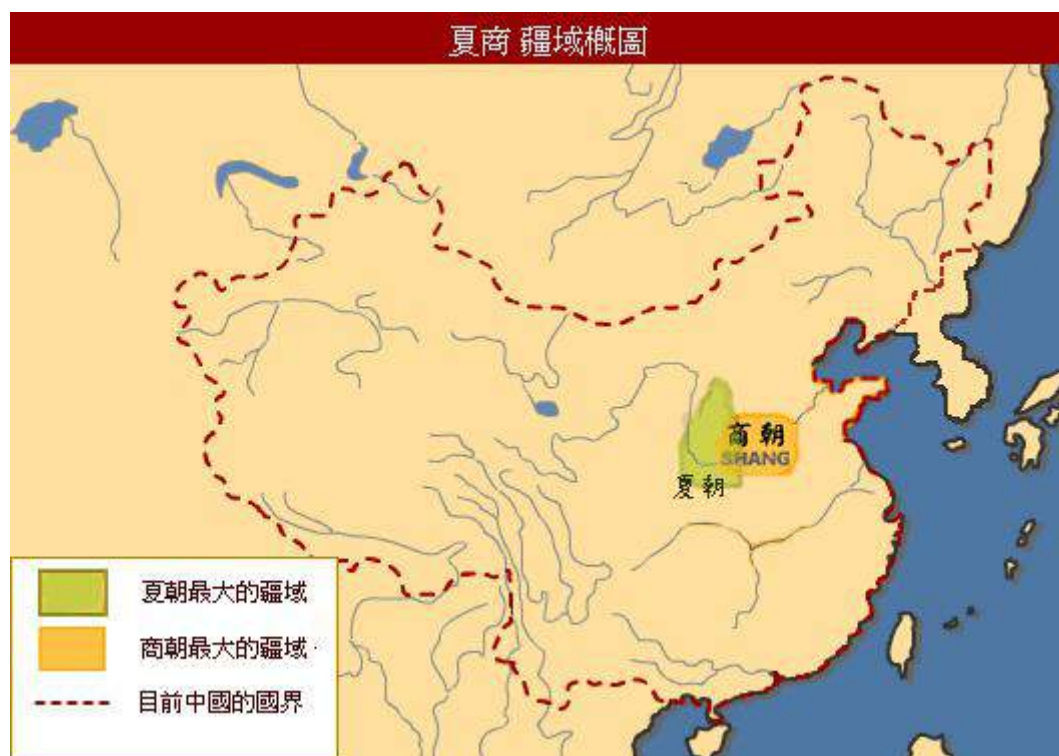 夏商 疆域概圖
商朝
SHANG
夏朝
夏朝最大的疆域
商朝最大的疆域
目前中國的國界